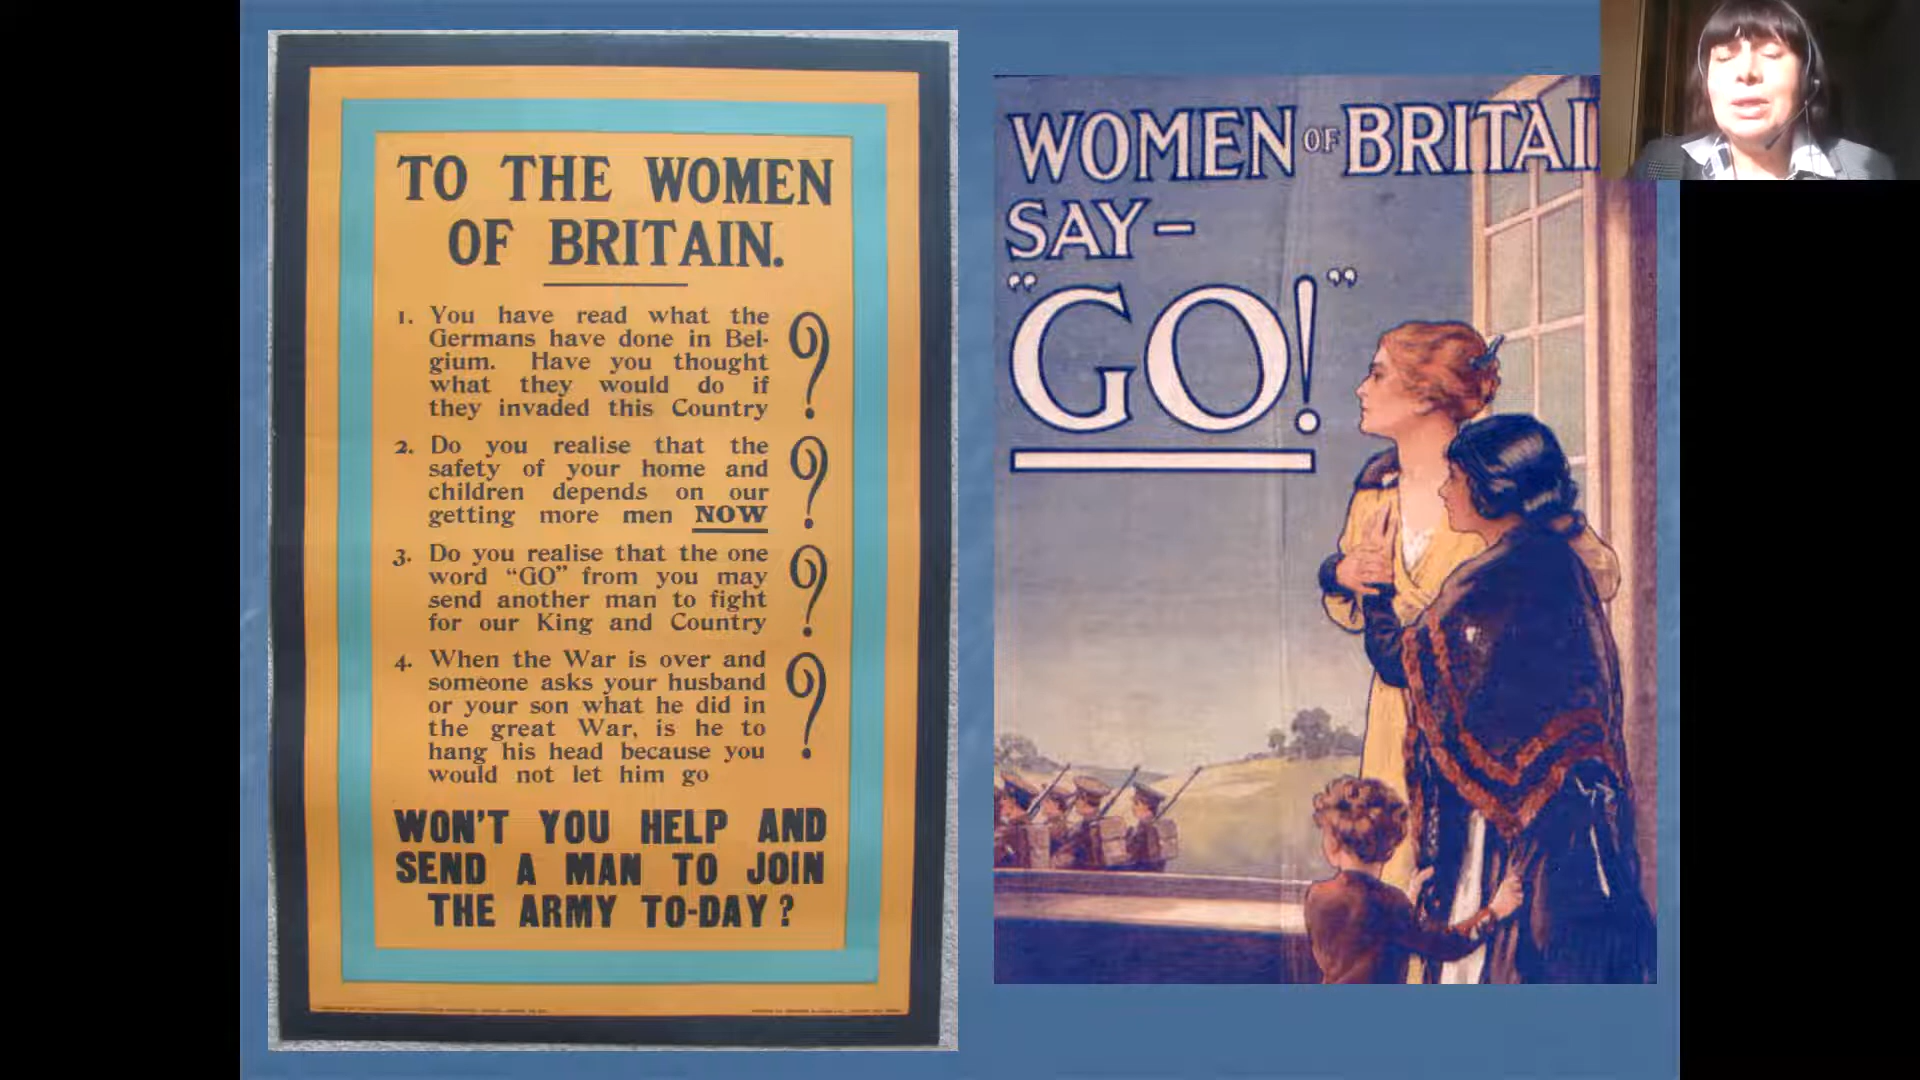 TO THE WOMEN
OF BRITAIN.
1. You have read what the
Germans have done in Bel-
gium. Have you thought
what they would do if
they invaded this Country
?
2. Do you realise that the
safety of your home and
children depends on our
getting more men NOW
?
3. Do you realise that the one
word “GO” from you may
send another man to fight
for our King and Country
?
4. When the War is over and
someone asks your husband
or your son what he did in
the great War, is he to
hang his head because you
would not let him go
?
WON'T YOU HELP AND
SEND A MAN TO JOIN
THE ARMY TO-DAY?
WOMEN OF BRITAI
SAY—
“GO!”